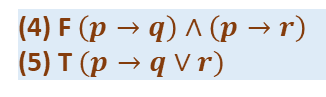 (4) F (p → q) ∧ (p → r)
(5) T (p → q ∨ r)